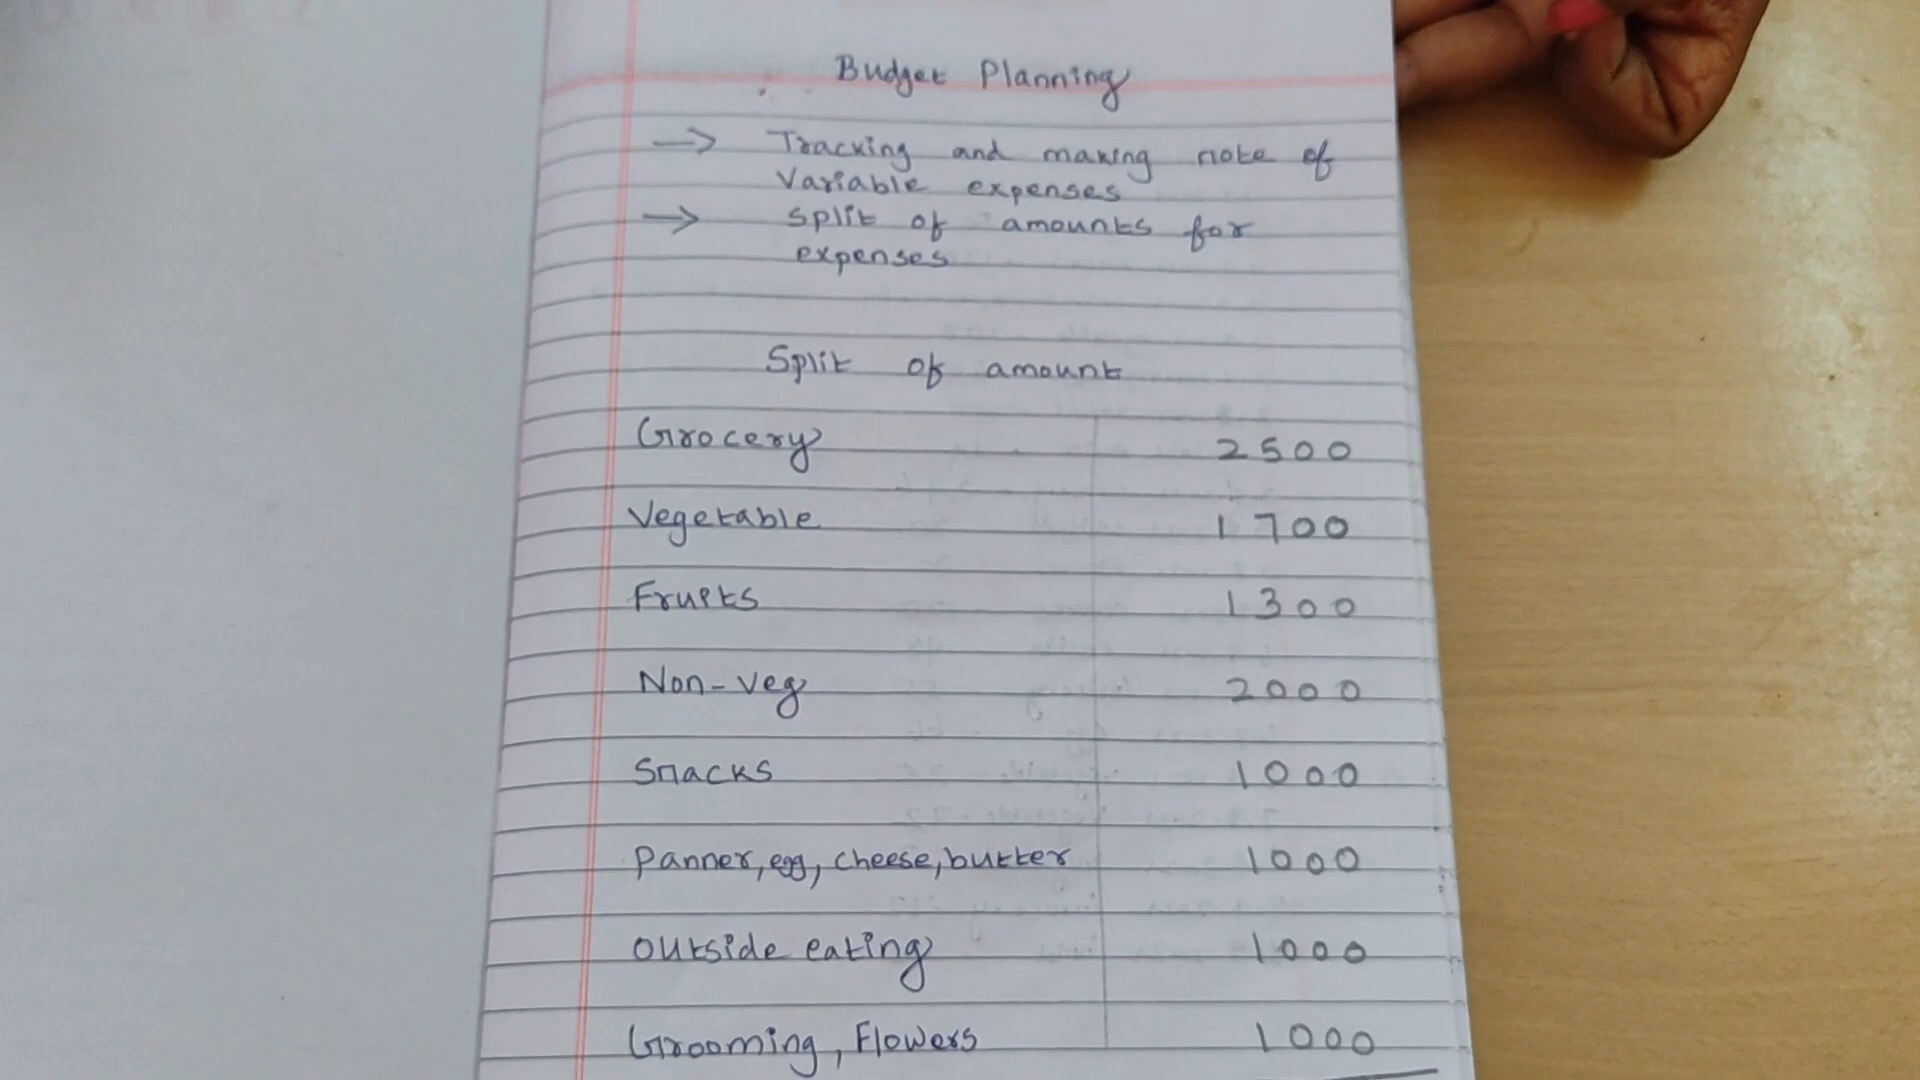 Budget Planning
→ Tracking and making note of
Variable expenses
→ Split of amounts for
expenses
Split of amount
Grocery 2500
Vegetable 1700
Fruits 1300
Non-veg 2000
Snacks 1000
Panner, egg, cheese, butter 1000
Outside eating 1000
Grooming, Flowers 1000